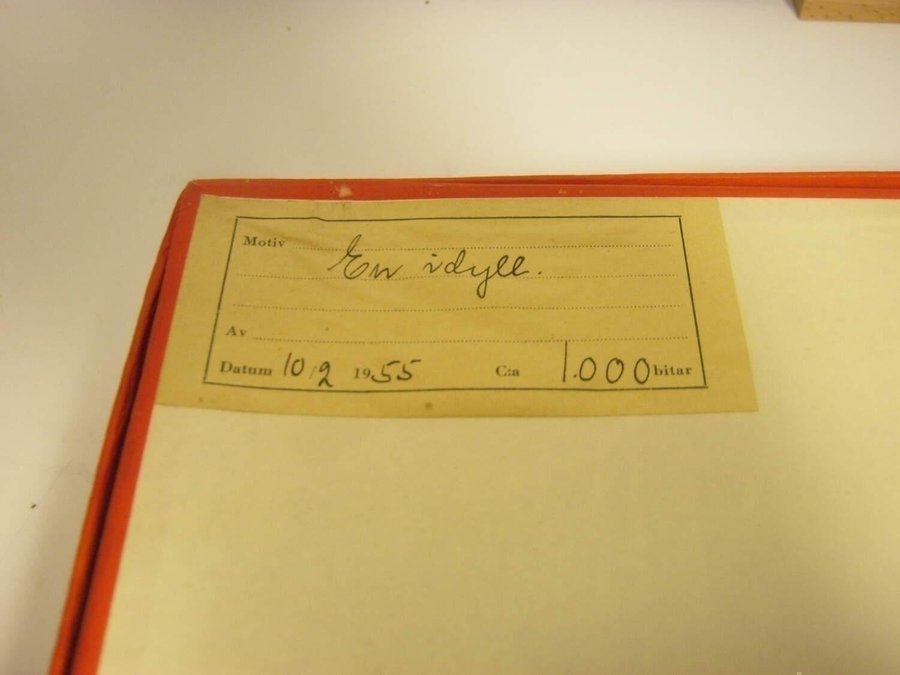 Motiv En idyll.
Av
Datum 10/2 1955 C:a 1.000 bitar